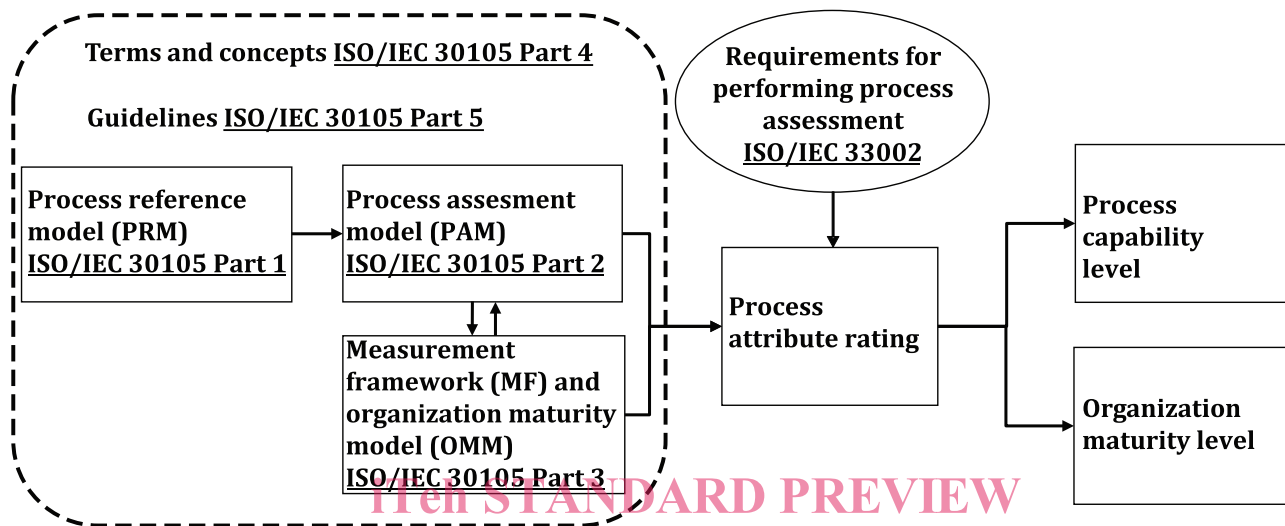 Terms and concepts ISO/IEC 30105 Part 4
Guidelines ISO/IEC 30105 Part 5
Process reference
model (PRM)
ISO/IEC 30105 Part 1
Process assesment
model (PAM)
ISO/IEC 30105 Part 2
Measurement
framework (MF) and
organization maturity
model (OMM)
ISO/IEC 30105 Part 3
Requirements for
performing process
assessment
ISO/IEC 33002
Process
attribute rating
Process
capability
level
Organization
maturity level
iTeh STANDARD PREVIEW